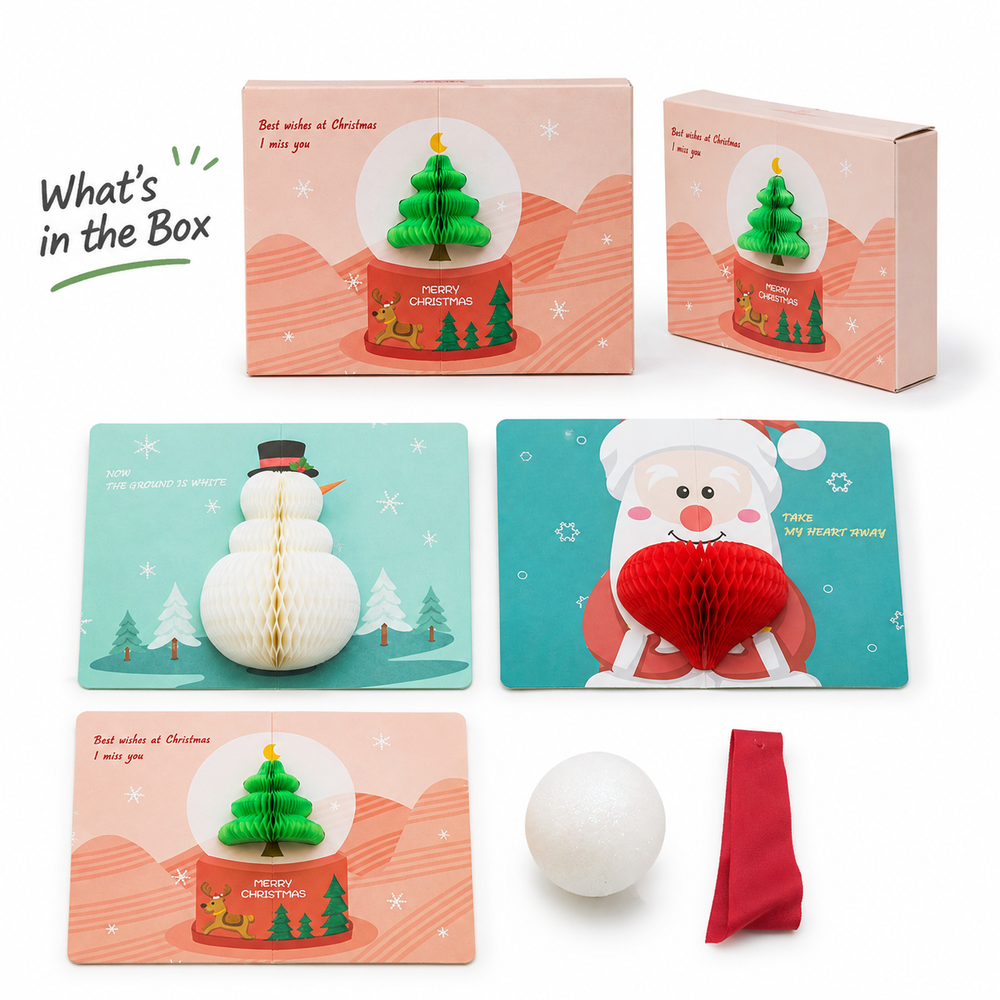 What's
in the Box
Best wishes at Christmas
I miss you
MERRY
CHRISTMAS
Best wishes at Christmas
I miss you
MERRY
CHRISTMAS
NOW
THE GROUND IS WHITE
TAKE
MY HEART AWAY
Best wishes at Christmas
I miss you
MERRY
CHRISTMAS